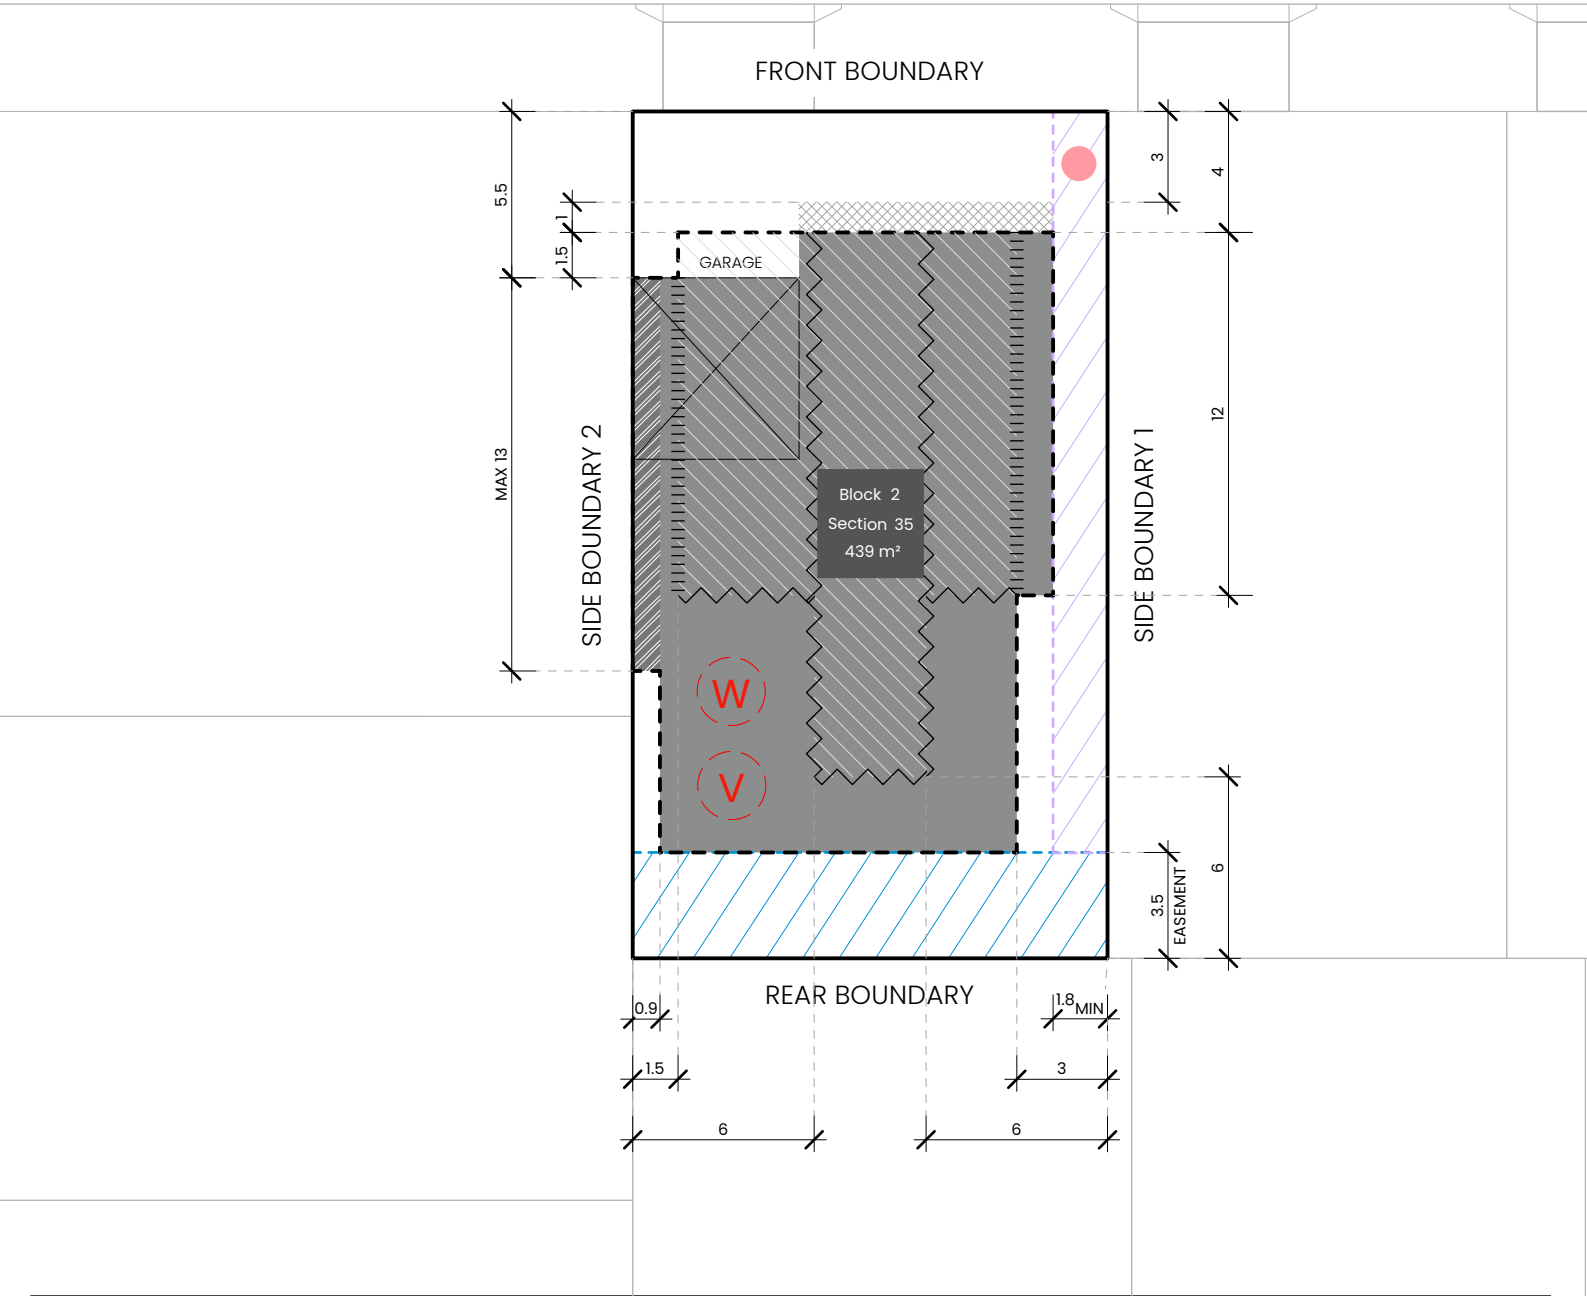 FRONT BOUNDARY
3
4
5.5
1
1.5
GARAGE
12
MAX 13
SIDE BOUNDARY 2
SIDE BOUNDARY 1
Block 2
Section 35
439 m²
W
V
6
3.5
EASEMENT
REAR BOUNDARY
0.9
1.8 MIN
1.5
3
6
6